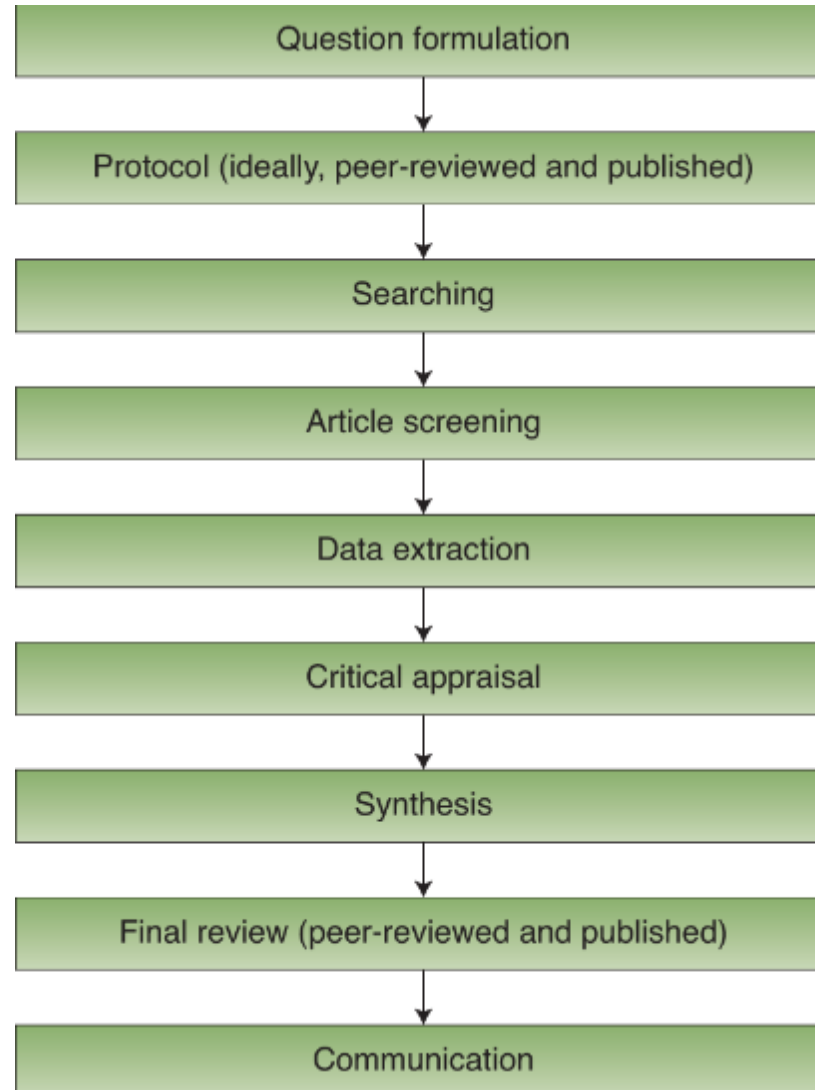 Question formulation
Protocol (ideally, peer-reviewed and published)
Searching
Article screening
Data extraction
Critical appraisal
Synthesis
Final review (peer-reviewed and published)
Communication